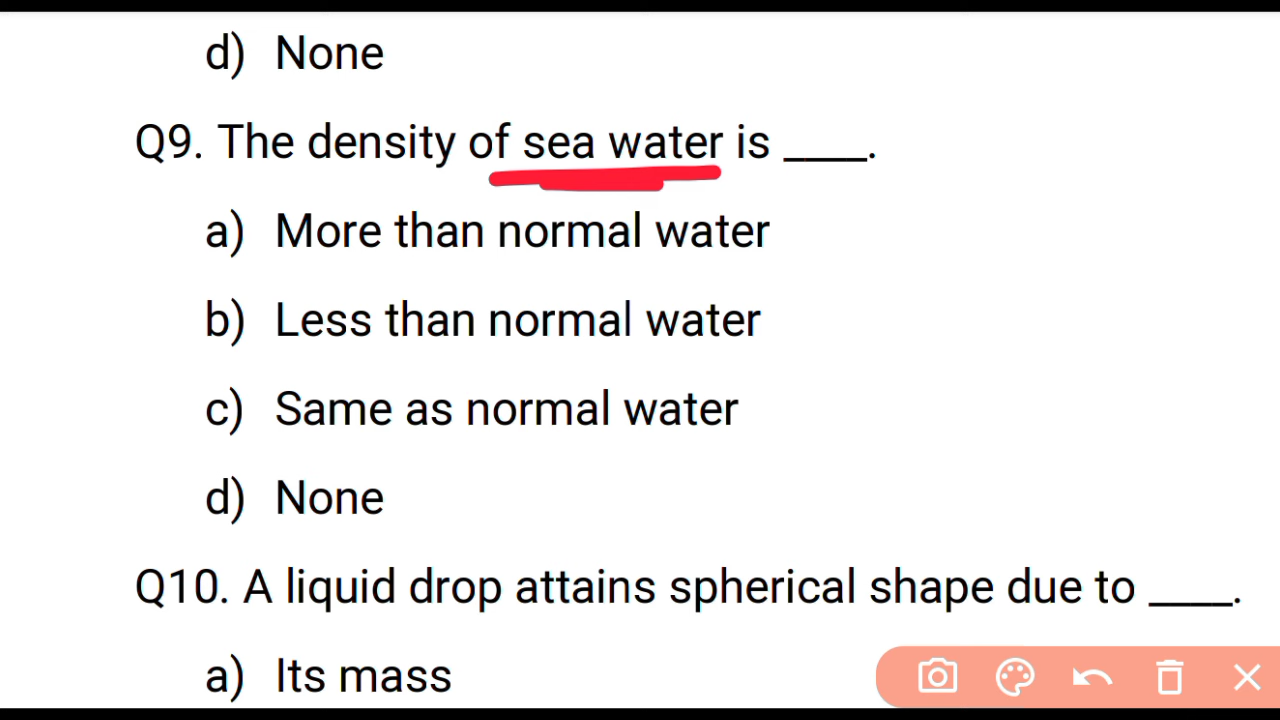 d) None
Q9. The density of sea water is ____.
a) More than normal water
b) Less than normal water
c) Same as normal water
d) None
Q10. A liquid drop attains spherical shape due to ____.
a) Its mass